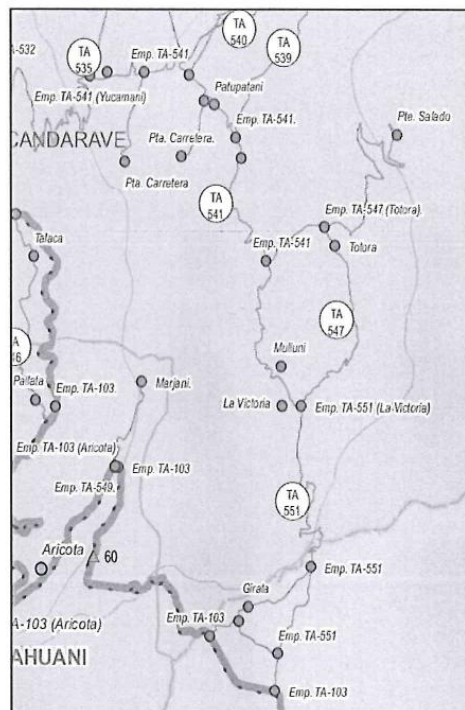 TA-532
TA
535
Emp. TA-541
TA
540
TA
539
Emp. TA-541 (Yucamani)
Patupatani
CANDARAVE
Pta. Carretera.
Emp. TA-541.
Pte. Salado
Pta. Carretera
TA
541
Emp. TA-547 (Totora).
Talaca
Emp. TA-541
Totora
TA
547
Mulluni
Pallata
Emp. TA-103.
Marjani.
La Victoria
Emp. TA-551 (La-Victoria)
Emp. TA-103 (Aricota)
Emp. TA-103
Emp. TA-549.
TA
551
Aricota
60
Emp. TA-551
Girata
TA-103 (Aricota)
Emp. TA-103
Emp. TA-551
AHUANI
Emp. TA-103